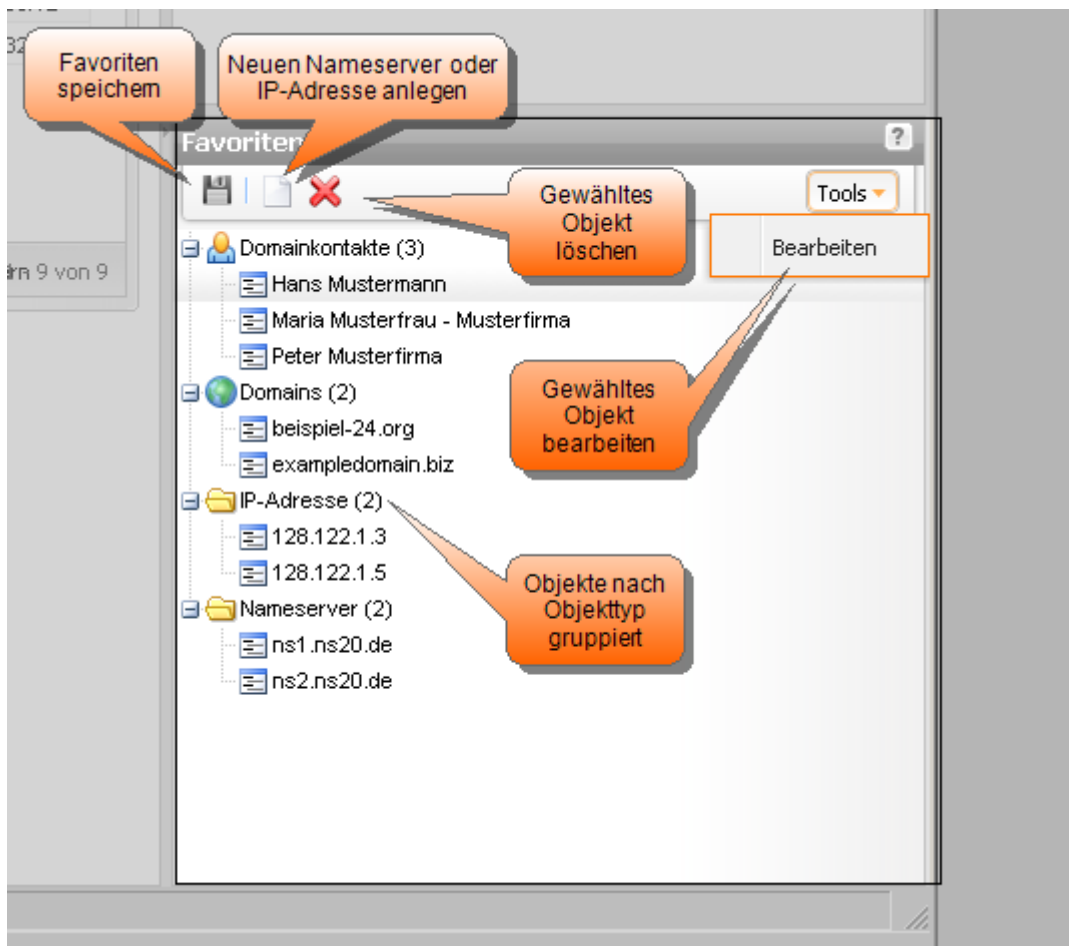 32
Favoriten
speichern
Neuen Nameserver oder
IP-Adresse anlegen
Favoriten
?
Tools
Gewähltes
Objekt
löschen
Bearbeiten
Domainkontakte (3)
9 von 9
Hans Mustermann
Maria Musterfrau - Musterfirma
Peter Musterfirma
Domains (2)
Gewähltes
Objekt
bearbeiten
beispiel-24.org
exampledomain.biz
IP-Adresse (2)
128.122.1.3
128.122.1.5
Objekte nach
Objekttyp
gruppiert
Nameserver (2)
ns1.ns20.de
ns2.ns20.de